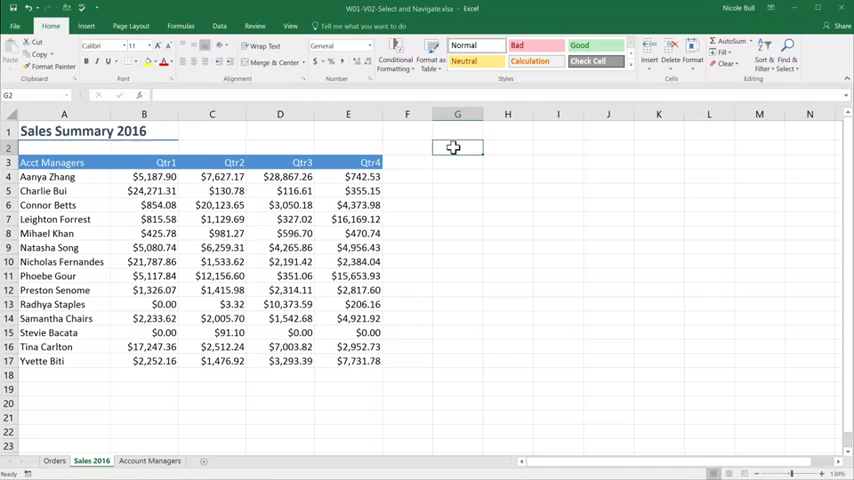 W01-V02-Select and Navigate.xlsx - Excel
Nicole Bull
File Home Insert Page Layout Formulas Data Review View Tell me what you want to do Share
Cut
Copy
Format Painter
Paste
Clipboard
Calibri 11
B I U
Font
Wrap Text
Merge & Center
Alignment
General
$ % ,
Number
Conditional Formatting
Format as Table
Normal Bad Good
Neutral Calculation Check Cell
Styles
Insert Delete Format
Cells
AutoSum
Fill
Clear
Sort & Filter
Find & Select
Editing
G2 fx
A B C D E F G H I J K L M N
1 Sales Summary 2016
2
3 Acct Managers Qtr1 Qtr2 Qtr3 Qtr4
4 Aanya Zhang $5,187.90 $7,627.17 $28,867.26 $742.53
5 Charlie Bui $24,271.31 $130.78 $116.61 $355.15
6 Connor Betts $854.08 $20,123.65 $3,050.18 $4,373.98
7 Leighton Forrest $815.58 $1,129.69 $327.02 $16,169.12
8 Mihael Khan $425.78 $981.27 $596.70 $470.74
9 Natasha Song $5,080.74 $6,259.31 $4,265.86 $4,956.43
10 Nicholas Fernandes $21,787.86 $1,533.62 $2,191.42 $2,384.04
11 Phoebe Gour $5,117.84 $12,156.60 $351.06 $15,653.93
12 Preston Senome $1,326.07 $1,415.98 $2,314.11 $2,817.60
13 Radhya Staples $0.00 $3.32 $10,373.59 $206.16
14 Samantha Chairs $2,233.62 $2,005.70 $1,542.68 $4,921.92
15 Stevie Bacata $0.00 $91.10 $0.00 $0.00
16 Tina Carlton $17,247.36 $2,512.24 $7,003.82 $2,952.73
17 Yvette Biti $2,252.16 $1,476.92 $3,293.39 $7,731.78
18
19
20
21
22
23
Orders Sales 2016 Account Managers
Ready
130%